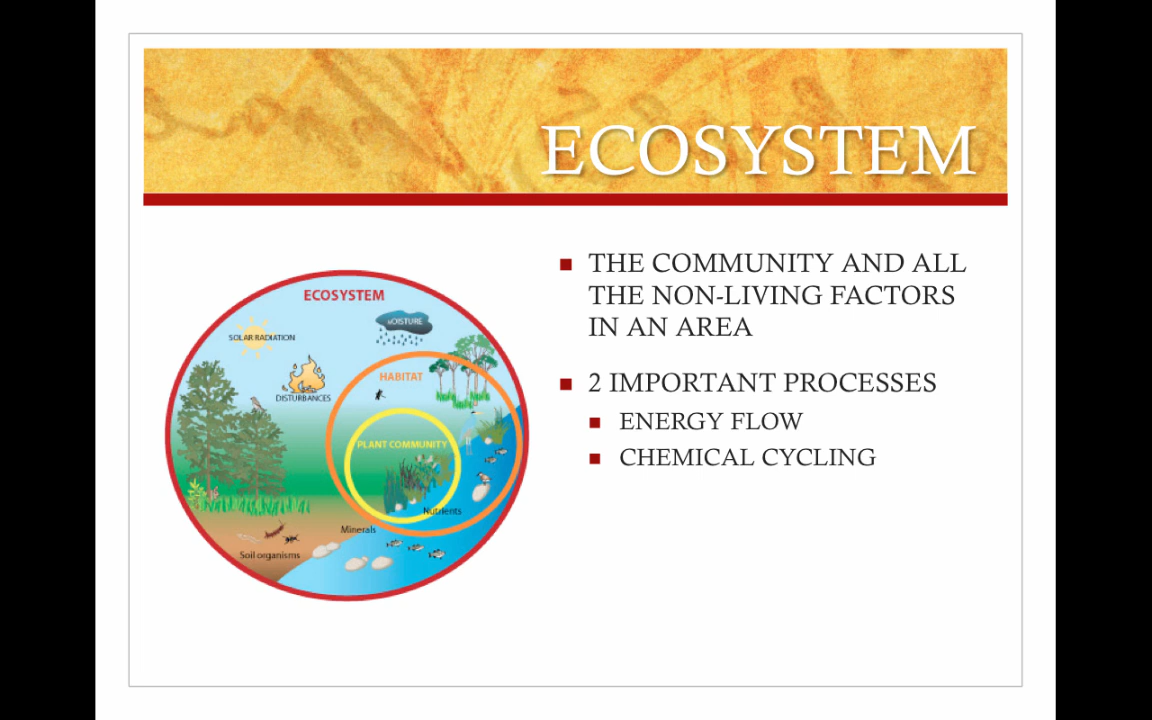 ECOSYSTEM
THE COMMUNITY AND ALL
THE NON-LIVING FACTORS
IN AN AREA
2 IMPORTANT PROCESSES
ENERGY FLOW
CHEMICAL CYCLING
ECOSYSTEM
MOISTURE
SOLAR RADIATION
HABITAT
DISTURBANCES
PLANT COMMUNITY
Nutrients
Minerals
Soil organisms